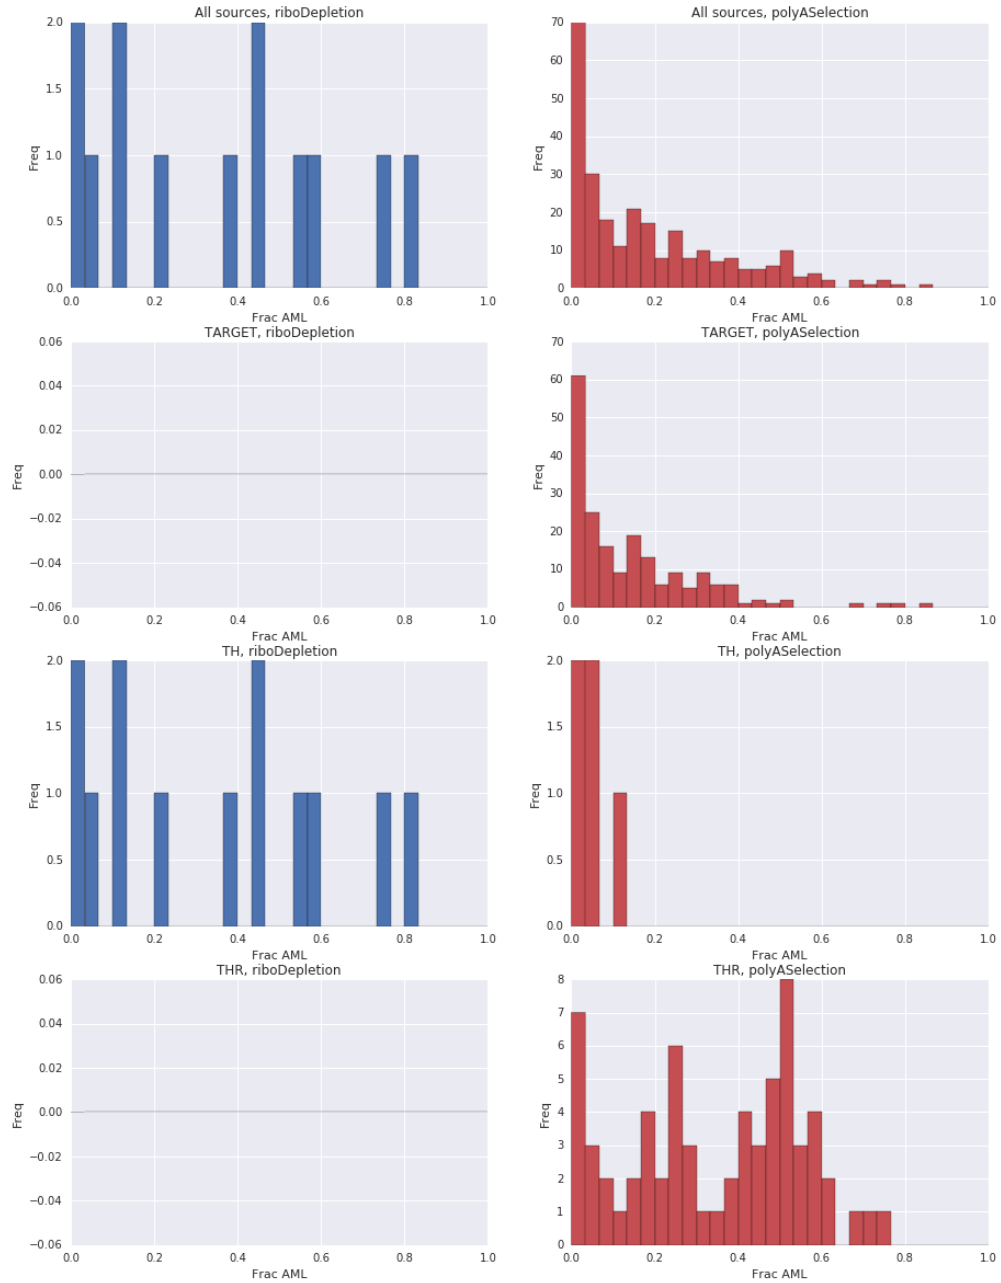 All sources, riboDepletion
2.0
1.5
1.0
0.5
0.0
Freq
0.0 0.2 0.4 0.6 0.8 1.0
Frac AML
All sources, polyASelection
70
60
50
40
30
20
10
0
Freq
0.0 0.2 0.4 0.6 0.8 1.0
Frac AML
TARGET, riboDepletion
0.06
0.04
0.02
0.00
−0.02
−0.04
−0.06
Freq
0.0 0.2 0.4 0.6 0.8 1.0
Frac AML
TARGET, polyASelection
70
60
50
40
30
20
10
0
Freq
0.0 0.2 0.4 0.6 0.8 1.0
Frac AML
TH, riboDepletion
2.0
1.5
1.0
0.5
0.0
Freq
0.0 0.2 0.4 0.6 0.8 1.0
Frac AML
TH, polyASelection
2.0
1.5
1.0
0.5
0.0
Freq
0.0 0.2 0.4 0.6 0.8 1.0
Frac AML
THR, riboDepletion
0.06
0.04
0.02
0.00
−0.02
−0.04
−0.06
Freq
0.0 0.2 0.4 0.6 0.8 1.0
Frac AML
THR, polyASelection
8
7
6
5
4
3
2
1
0
Freq
0.0 0.2 0.4 0.6 0.8 1.0
Frac AML